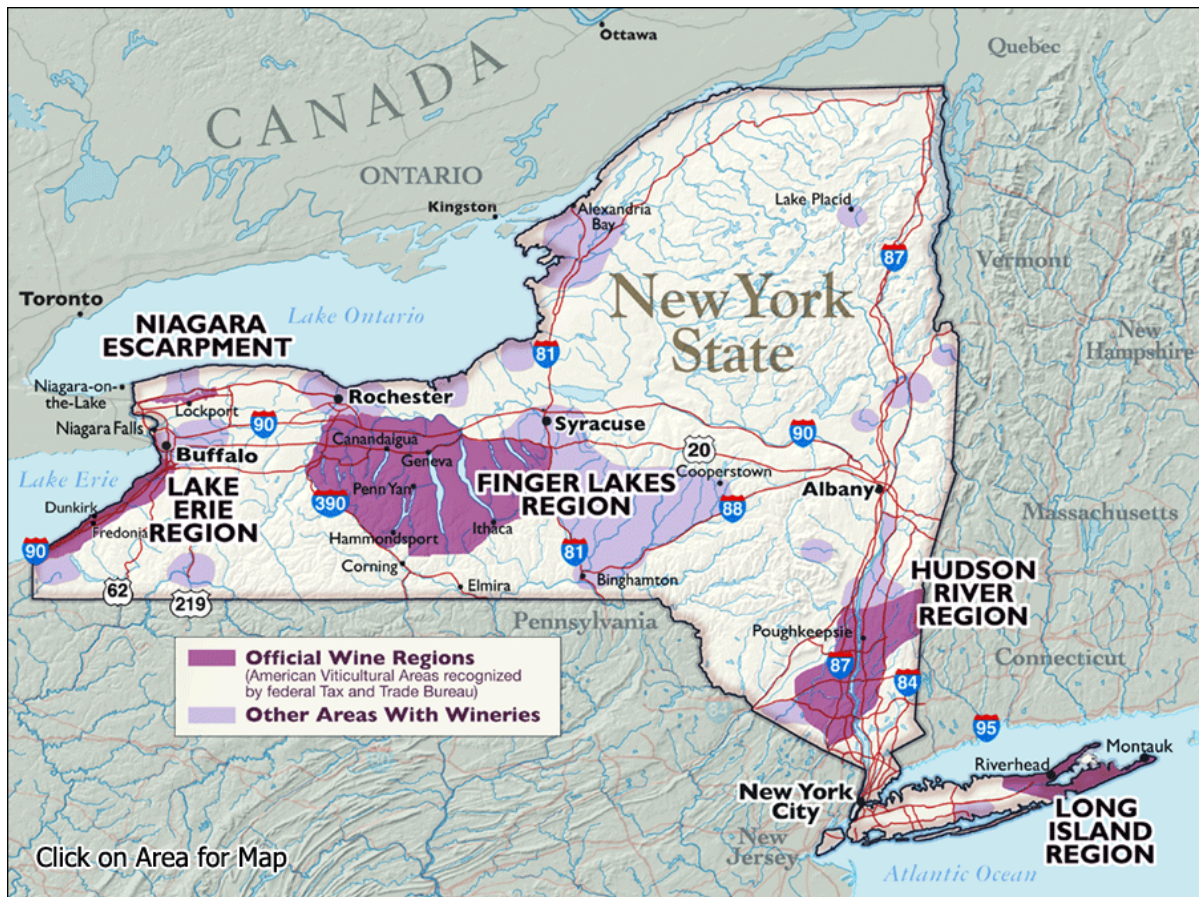 Ottawa
Quebec
CANADA
ONTARIO
Kingston
Alexandria
Bay
Lake Placid
87
Vermont
New York
State
Toronto
Lake Ontario
NIAGARA
ESCARPMENT
New
Hampshire
81
Niagara-on-
the-Lake
Lockport
Rochester
Niagara Falls
90
Syracuse
90
Buffalo
Canandaigua
Geneva
20
Lake Erie
LAKE
ERIE
REGION
Penn Yan
FINGER LAKES
REGION
Cooperstown
Albany
390
88
Dunkirk
Fredonia
Ithaca
Massachusetts
90
Hammondsport
81
Corning
Binghamton
Elmira
62
219
HUDSON
RIVER
REGION
Pennsylvania
Poughkeepsie
87
Connecticut
84
Official Wine Regions
(American Viticultural Areas recognized
by federal Tax and Trade Bureau)
Other Areas With Wineries
95
Montauk
Riverhead
New York
City
LONG
ISLAND
REGION
New
Jersey
Click on Area for Map
Atlantic Ocean